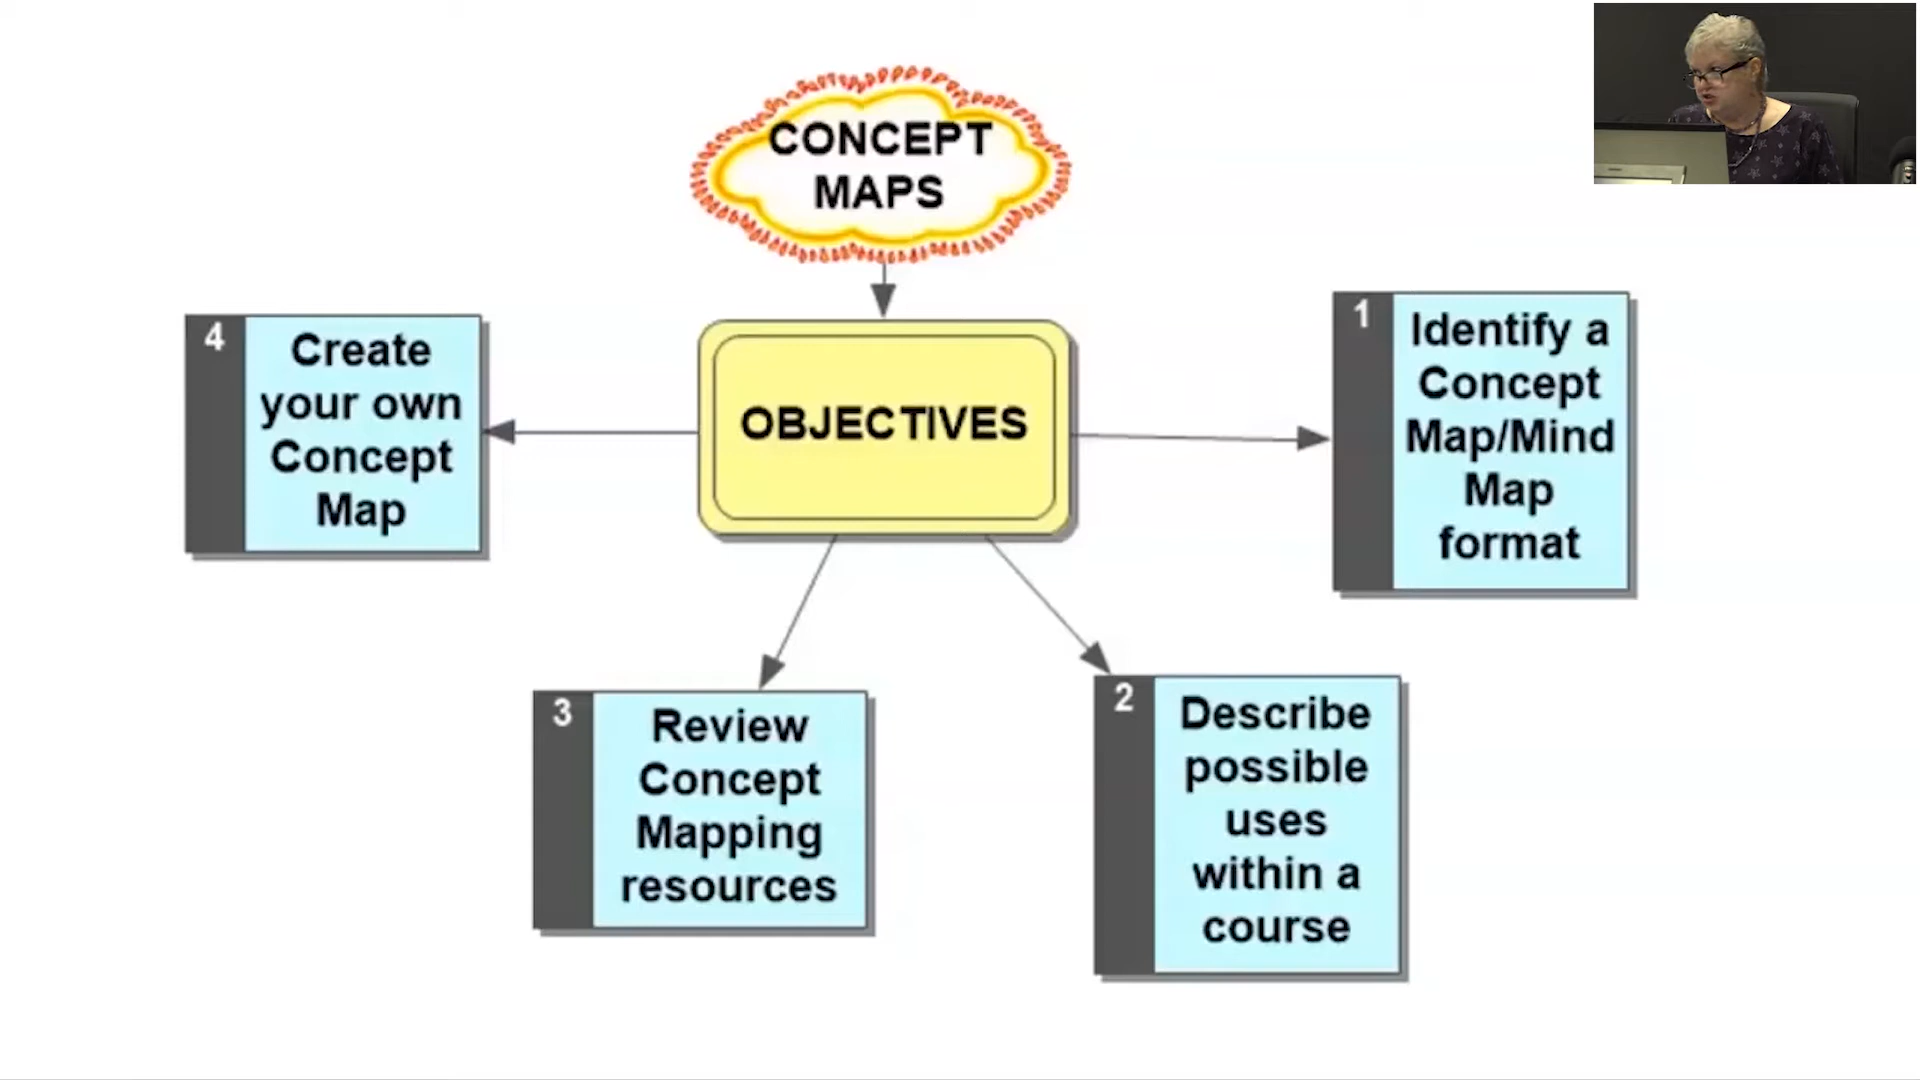 CONCEPT
MAPS
OBJECTIVES
1
Identify a
Concept
Map/Mind
Map
format
2
Describe
possible
uses
within a
course
3
Review
Concept
Mapping
resources
4
Create
your own
Concept
Map